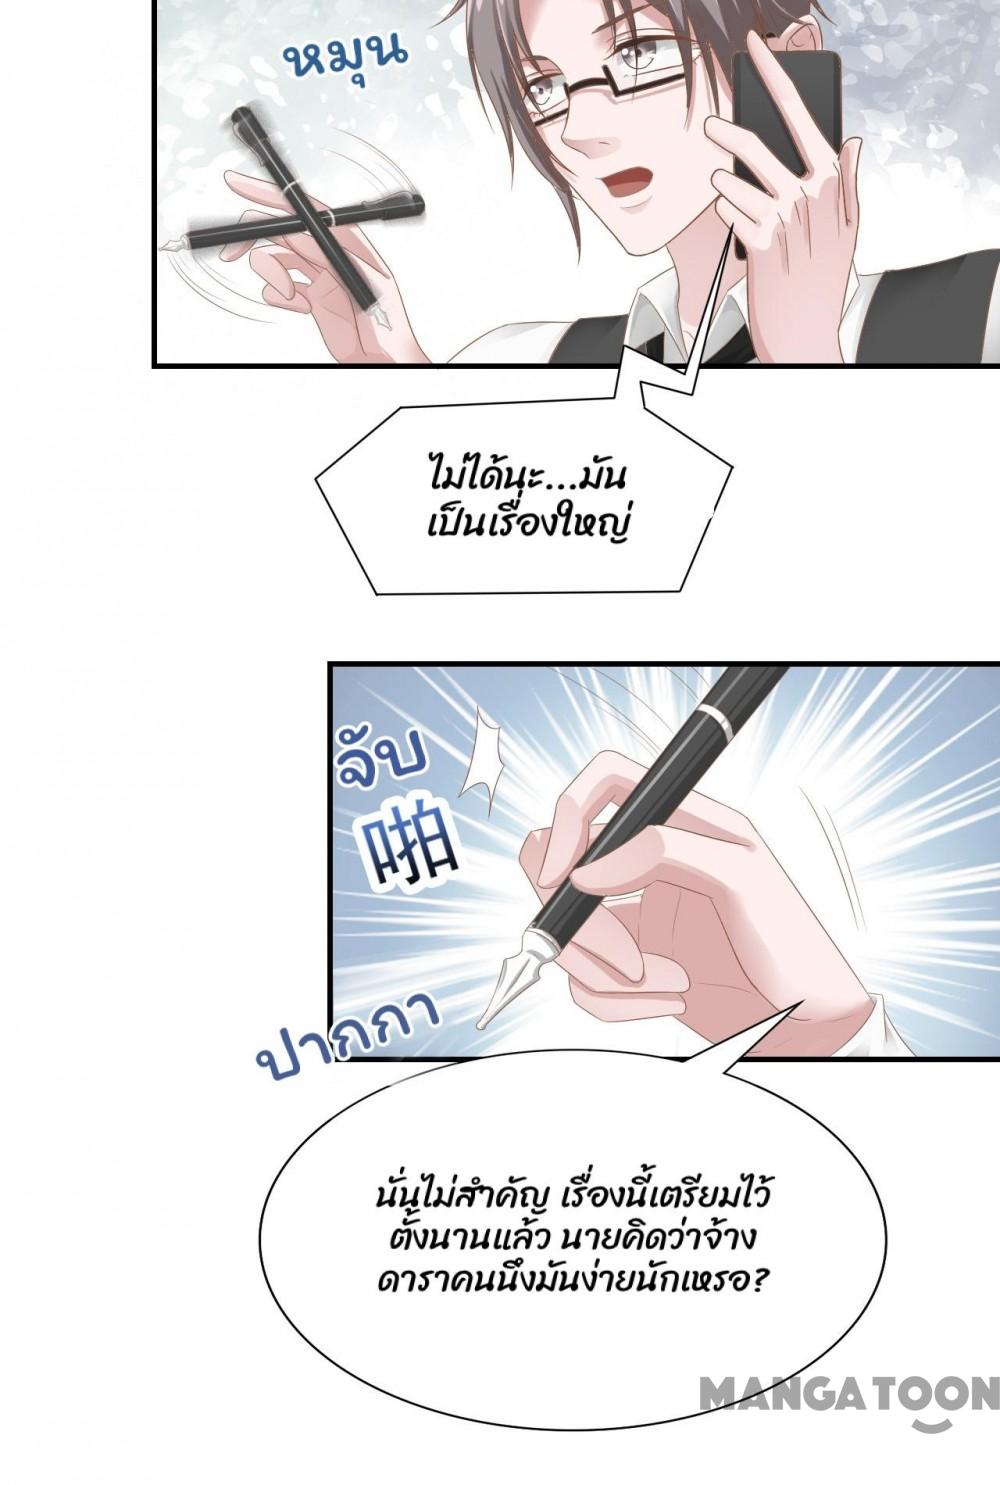 หมุน
ไม่ได้นะ...มัน
เป็นเรื่องใหญ่
จับ
啪
ปากกา
นั่นไม่สำคัญ เรื่องนี้เตรียมไว้
ตั้งนานแล้ว นายคิดว่าจ้าง
ดาราคนนึงมันง่ายนักเหรอ?
MANGATOON